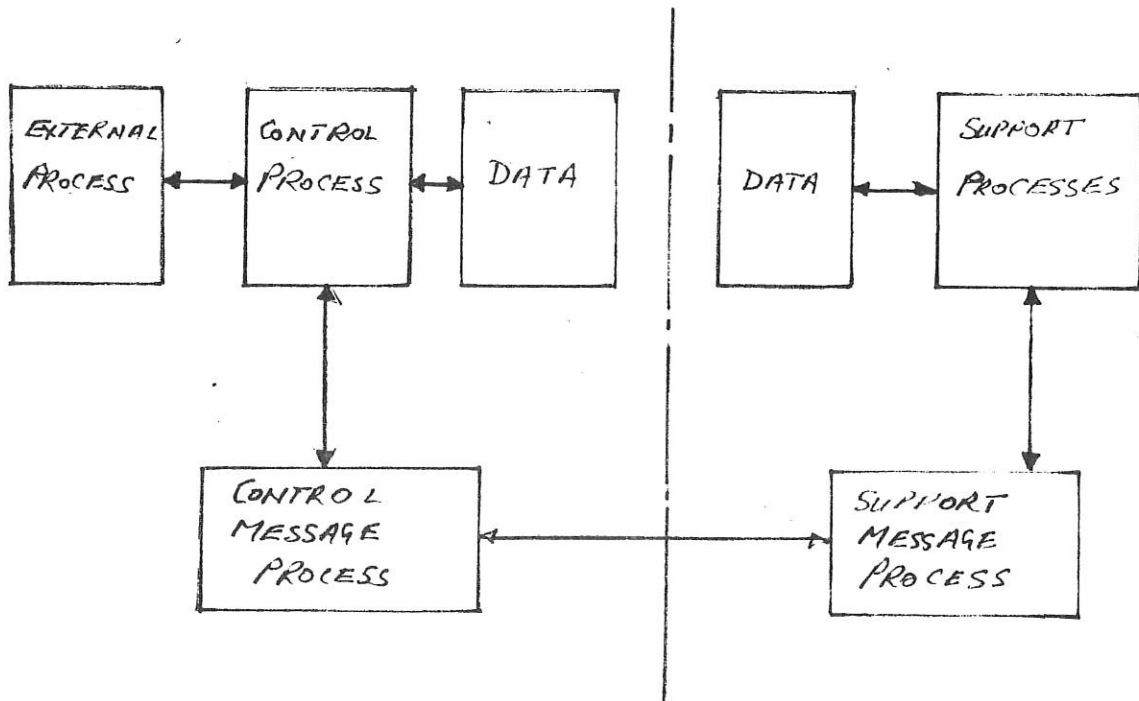 EXTERNAL
PROCESS
CONTROL
PROCESS
DATA
DATA
SUPPORT
PROCESSES
CONTROL
MESSAGE
PROCESS
SUPPORT
MESSAGE
PROCESS